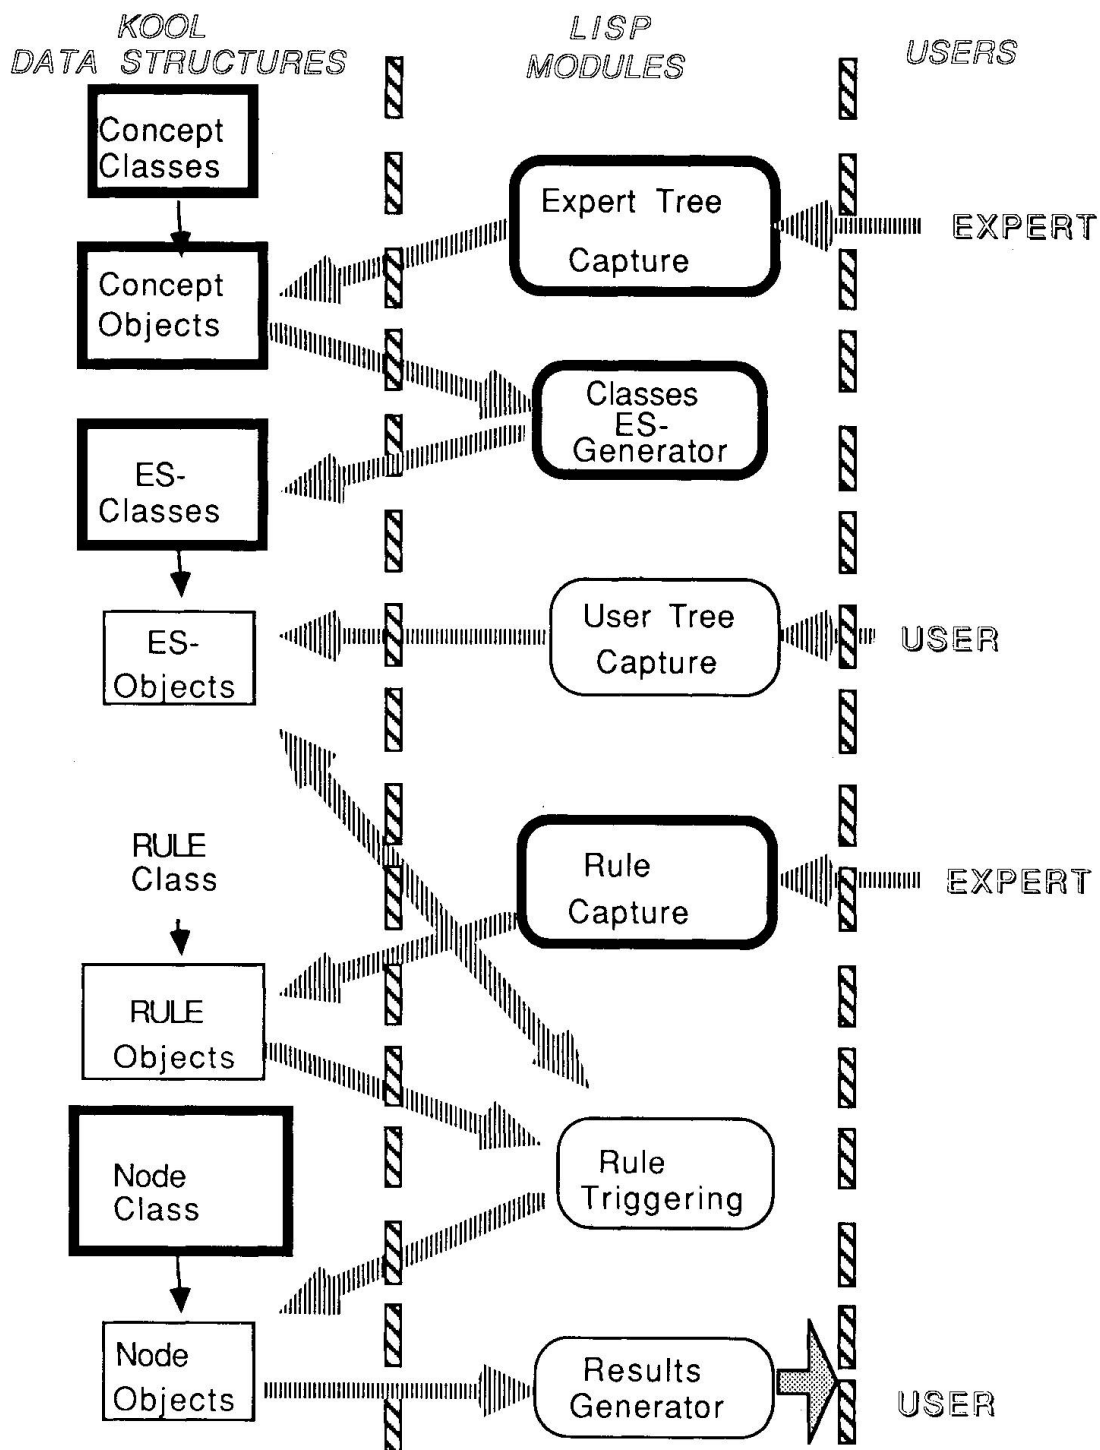 KOOL
DATA STRUCTURES
LISP
MODULES
USERS
Concept
Classes
Expert Tree
Capture
EXPERT
Concept
Objects
Classes
ES-
Generator
ES-
Classes
User Tree
Capture
USER
ES-
Objects
RULE
Class
Rule
Capture
EXPERT
RULE
Objects
Rule
Triggering
Node
Class
Node
Objects
Results
Generator
USER